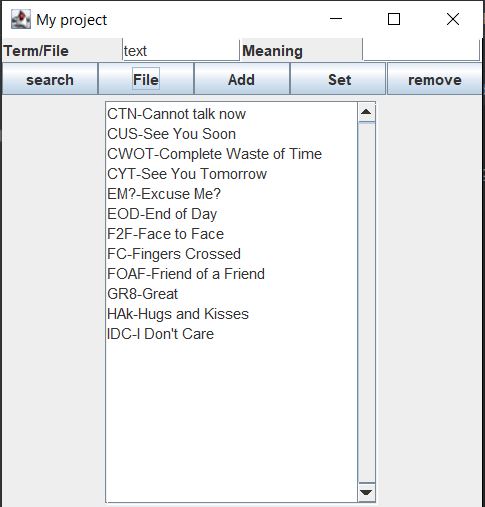 My project
Term/File text Meaning
search File Add Set remove
CTN-Cannot talk now
CUS-See You Soon
CWOT-Complete Waste of Time
CYT-See You Tomorrow
EM?-Excuse Me?
EOD-End of Day
F2F-Face to Face
FC-Fingers Crossed
FOAF-Friend of a Friend
GR8-Great
HAk-Hugs and Kisses
IDC-I Don't Care